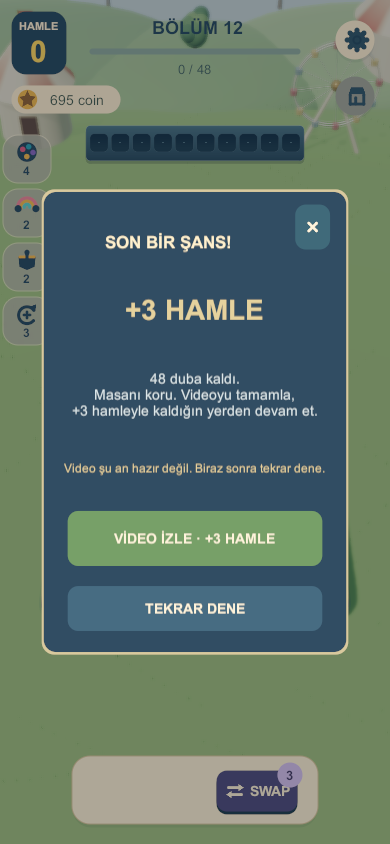 HAMLE
0
BÖLÜM 12
0 / 48
695 coin
4
2
2
3
SON BİR ŞANS!
×
+3 HAMLE
48 duba kaldı.
Masanı koru. Videoyu tamamla,
+3 hamleyle kaldığın yerden devam et.
Video şu an hazır değil. Biraz sonra tekrar dene.
VİDEO İZLE · +3 HAMLE
TEKRAR DENE
3
SWAP